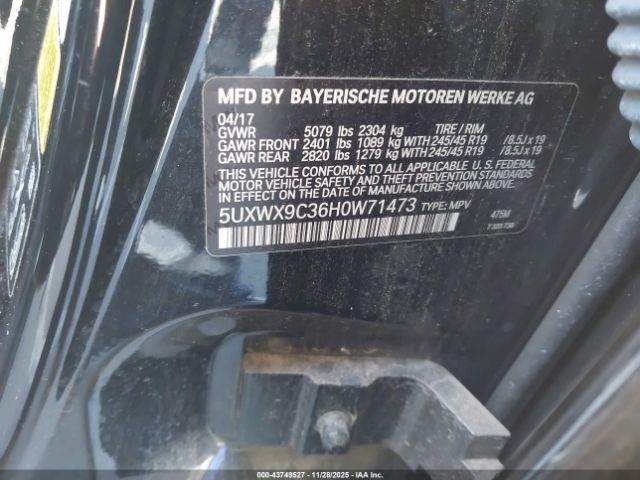 MFD BY BAYERISCHE MOTOREN WERKE AG
04/17
GVWR 5079 lbs 2304 kg TIRE / RIM
GAWR FRONT 2401 lbs 1089 kg WITH 245/45 R19 / 8.5J x 19
GAWR REAR 2820 lbs 1279 kg WITH 245/45 R19 / 8.5J x 19
THIS VEHICLE CONFORMS TO ALL APPLICABLE U.S. FEDERAL
MOTOR VEHICLE SAFETY STANDARDS IN EFFECT ON THE
DATE OF MANUFACTURE SHOWN ABOVE.
5UXWX9C36H0W71473 TYPE: MPV 475M
000-43749527 - 11/28/2025 - IAA Inc.